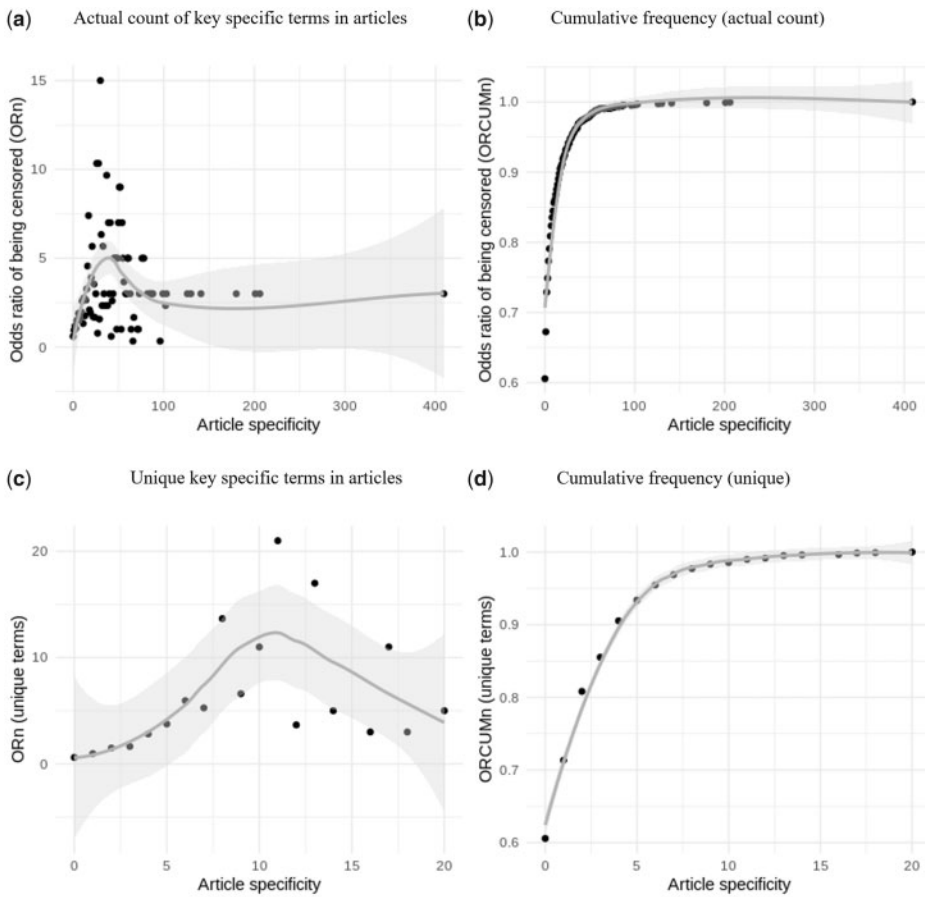 (a) Actual count of key specific terms in articles
Odds ratio of being censored (ORn)
15
10
5
0
0 100 200 300 400
Article specificity
(b) Cumulative frequency (actual count)
Odds ratio of being censored (ORCUMn)
1.0
0.9
0.8
0.7
0.6
0 100 200 300 400
Article specificity
(c) Unique key specific terms in articles
ORn (unique terms)
20
10
0
0 5 10 15 20
Article specificity
(d) Cumulative frequency (unique)
ORCUMn (unique terms)
1.0
0.9
0.8
0.7
0.6
0 5 10 15 20
Article specificity